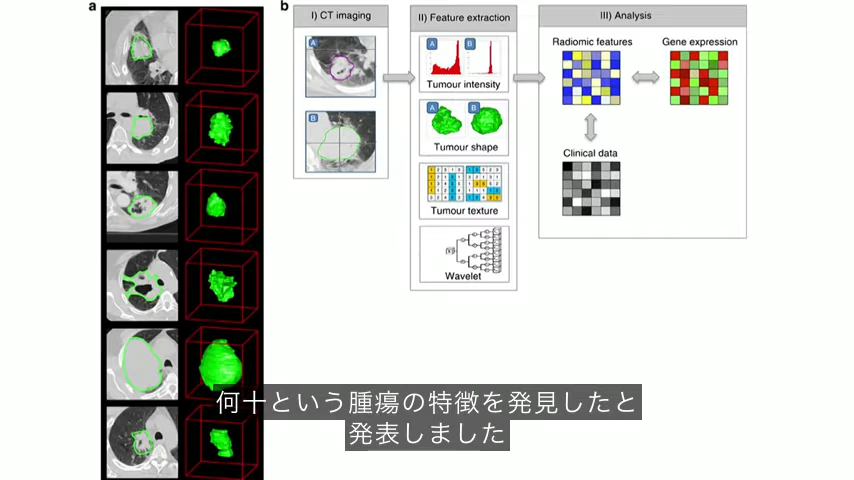 a
b
I) CT imaging
II) Feature extraction
III) Analysis
A
B
A
B
Tumour intensity
A
B
Tumour shape
Tumour texture
Wavelet
Radiomic features
Gene expression
Clinical data
何十という腫瘍の特徴を発見したと
発表しました